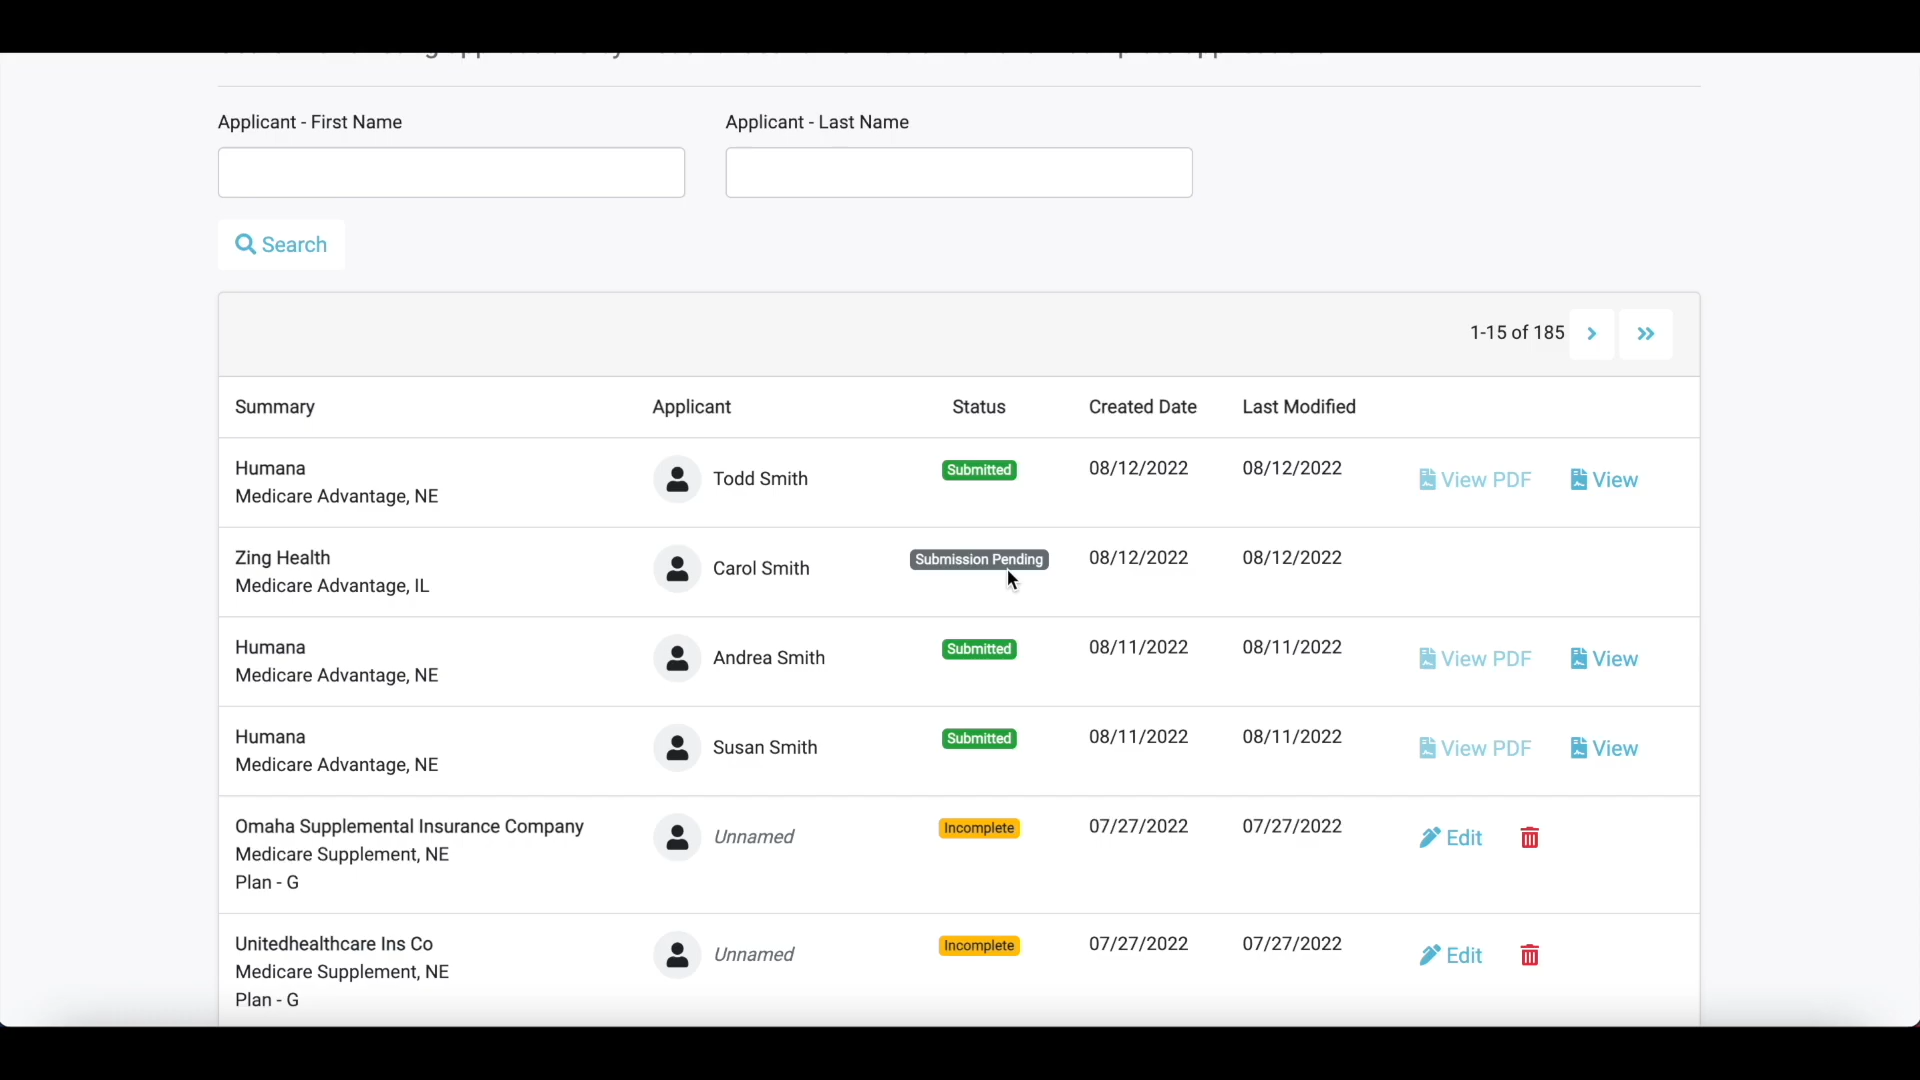 Applicant - First Name
Applicant - Last Name
Search
1-15 of 185
Summary Applicant Status Created Date Last Modified
Humana
Medicare Advantage, NE
Todd Smith
Submitted
08/12/2022
08/12/2022
View PDF
View
Zing Health
Medicare Advantage, IL
Carol Smith
Submission Pending
08/12/2022
08/12/2022
Humana
Medicare Advantage, NE
Andrea Smith
Submitted
08/11/2022
08/11/2022
View PDF
View
Humana
Medicare Advantage, NE
Susan Smith
Submitted
08/11/2022
08/11/2022
View PDF
View
Omaha Supplemental Insurance Company
Medicare Supplement, NE
Plan - G
Unnamed
Incomplete
07/27/2022
07/27/2022
Edit
Unitedhealthcare Ins Co
Medicare Supplement, NE
Plan - G
Unnamed
Incomplete
07/27/2022
07/27/2022
Edit